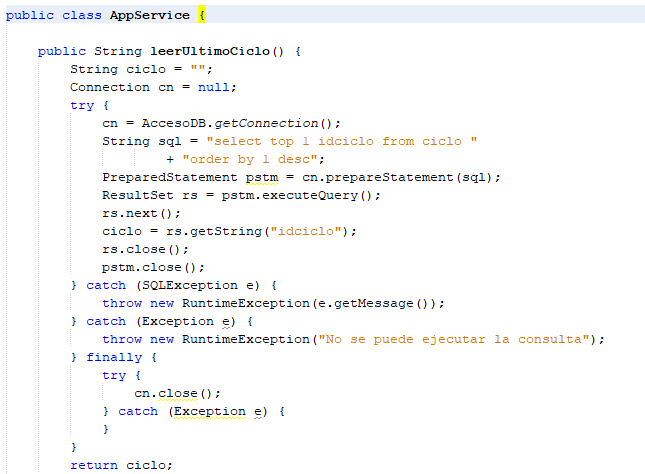 public class AppService {
public String leerUltimoCiclo() {
String ciclo = "";
Connection cn = null;
try {
cn = AccesoDB.getConnection();
String sql = "select top 1 idciclo from ciclo "
+ "order by 1 desc";
PreparedStatement pstm = cn.prepareStatement(sql);
ResultSet rs = pstm.executeQuery();
rs.next();
ciclo = rs.getString("idciclo");
rs.close();
pstm.close();
} catch (SQLException e) {
throw new RuntimeException(e.getMessage());
} catch (Exception e) {
throw new RuntimeException("No se puede ejecutar la consulta");
} finally {
try {
cn.close();
} catch (Exception e) {
}
}
return ciclo;